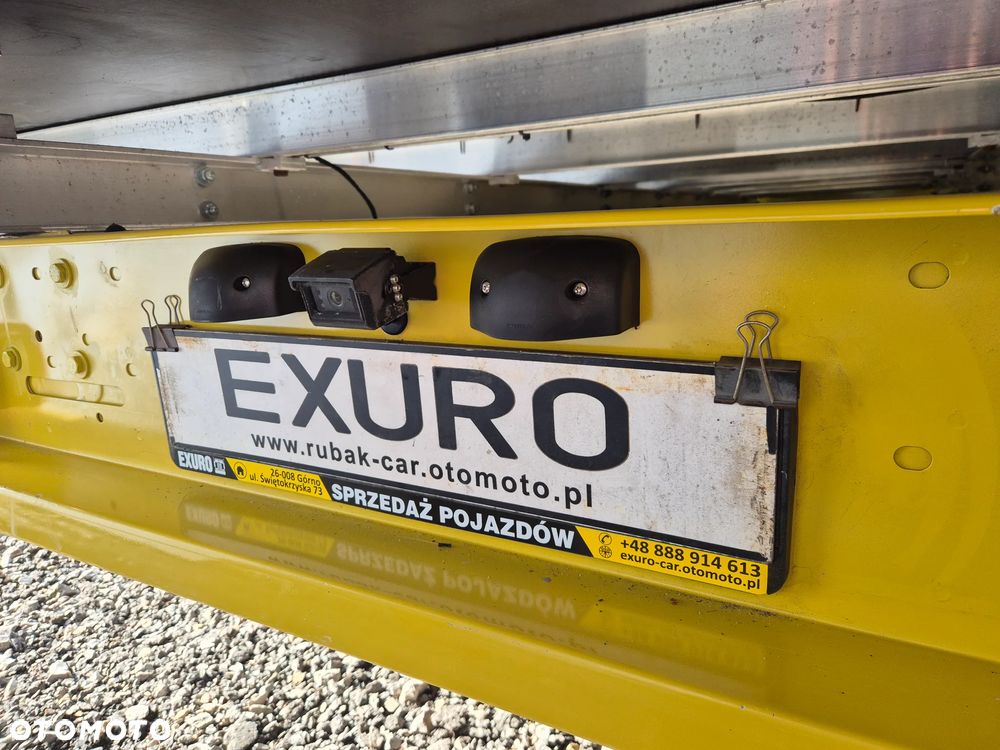 EXURO
www.rubak-car.otomoto.pl
EXURO
26-008 Górno
ul. Świętokrzyska 73
SPRZEDAŻ POJAZDÓW
+48 888 914 613
exuro-car.otomoto.pl
OTOMOTO